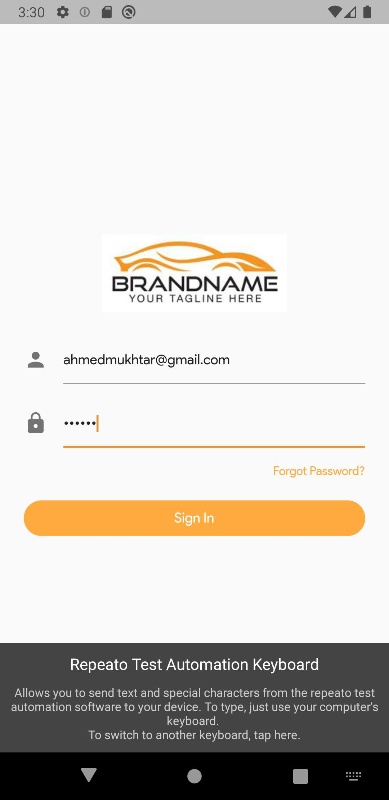 3:30
BRANDNAME
YOUR TAGLINE HERE
ahmedmukhtar@gmail.com
••••••
Forgot Password?
Sign In
Repeato Test Automation Keyboard
Allows you to send text and special characters from the repeato test
automation software to your device. To type, just use your computer's
keyboard.
To switch to another keyboard, tap here.